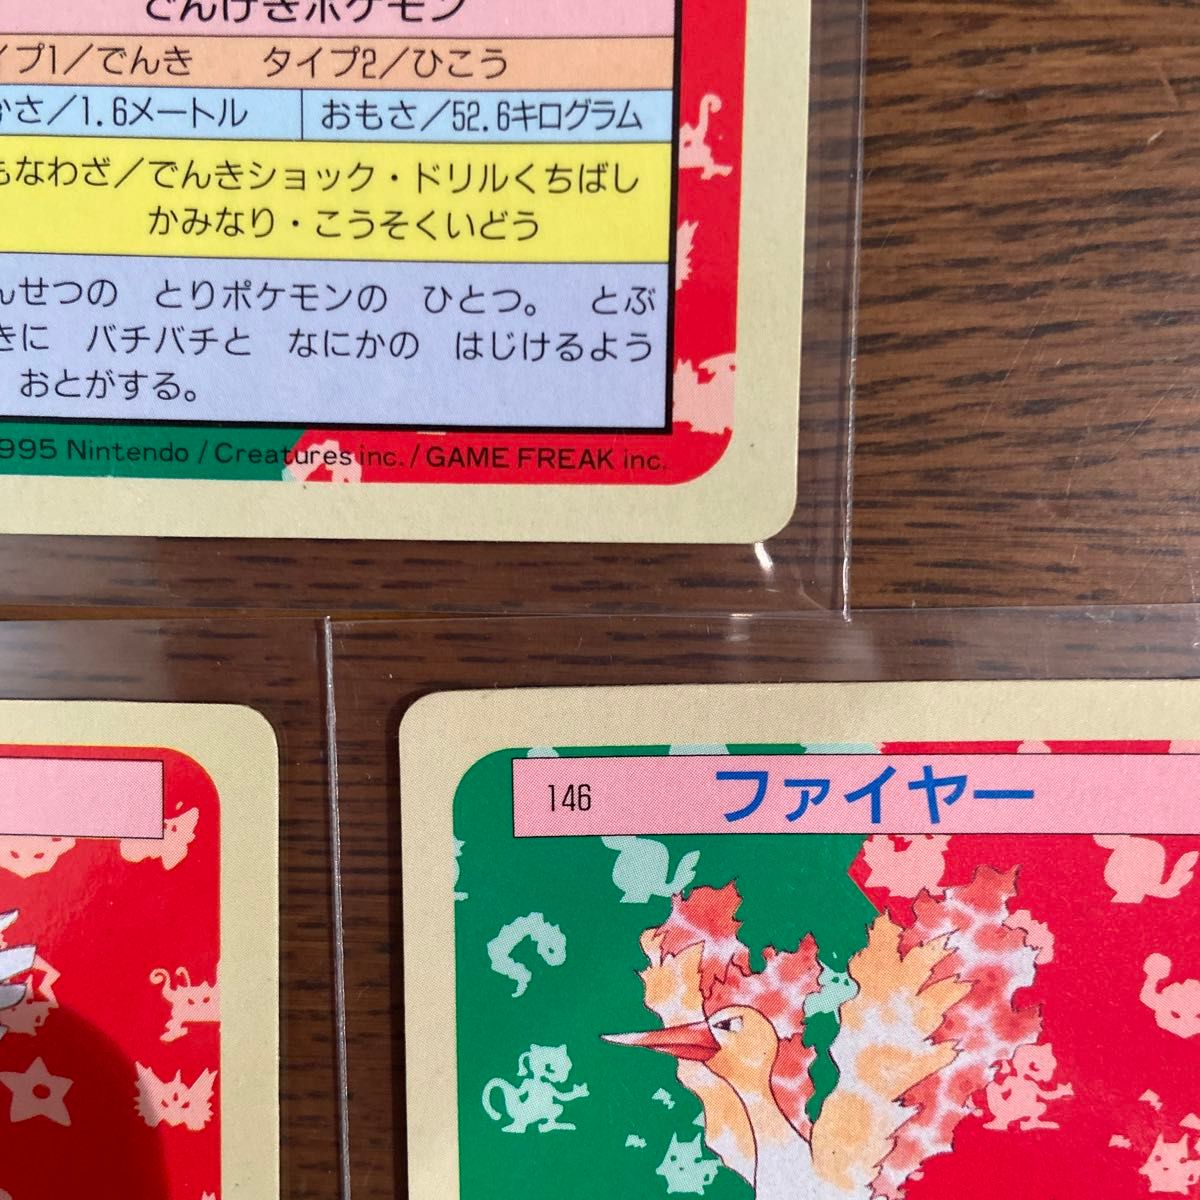 でんげきポケモン
イプ1/でんき　タイプ2/ひこう
かさ/1.6メートル　おもさ/52.6キログラム
もなわざ/でんきショック・ドリルくちばし
かみなり・こうそくいどう
んせつの　とりポケモンの　ひとつ。　とぶ
きに　バチバチと　なにかの　はじけるよう
おとがする。
995 Nintendo / Creatures inc. / GAME FREAK inc.
146 ファイヤー